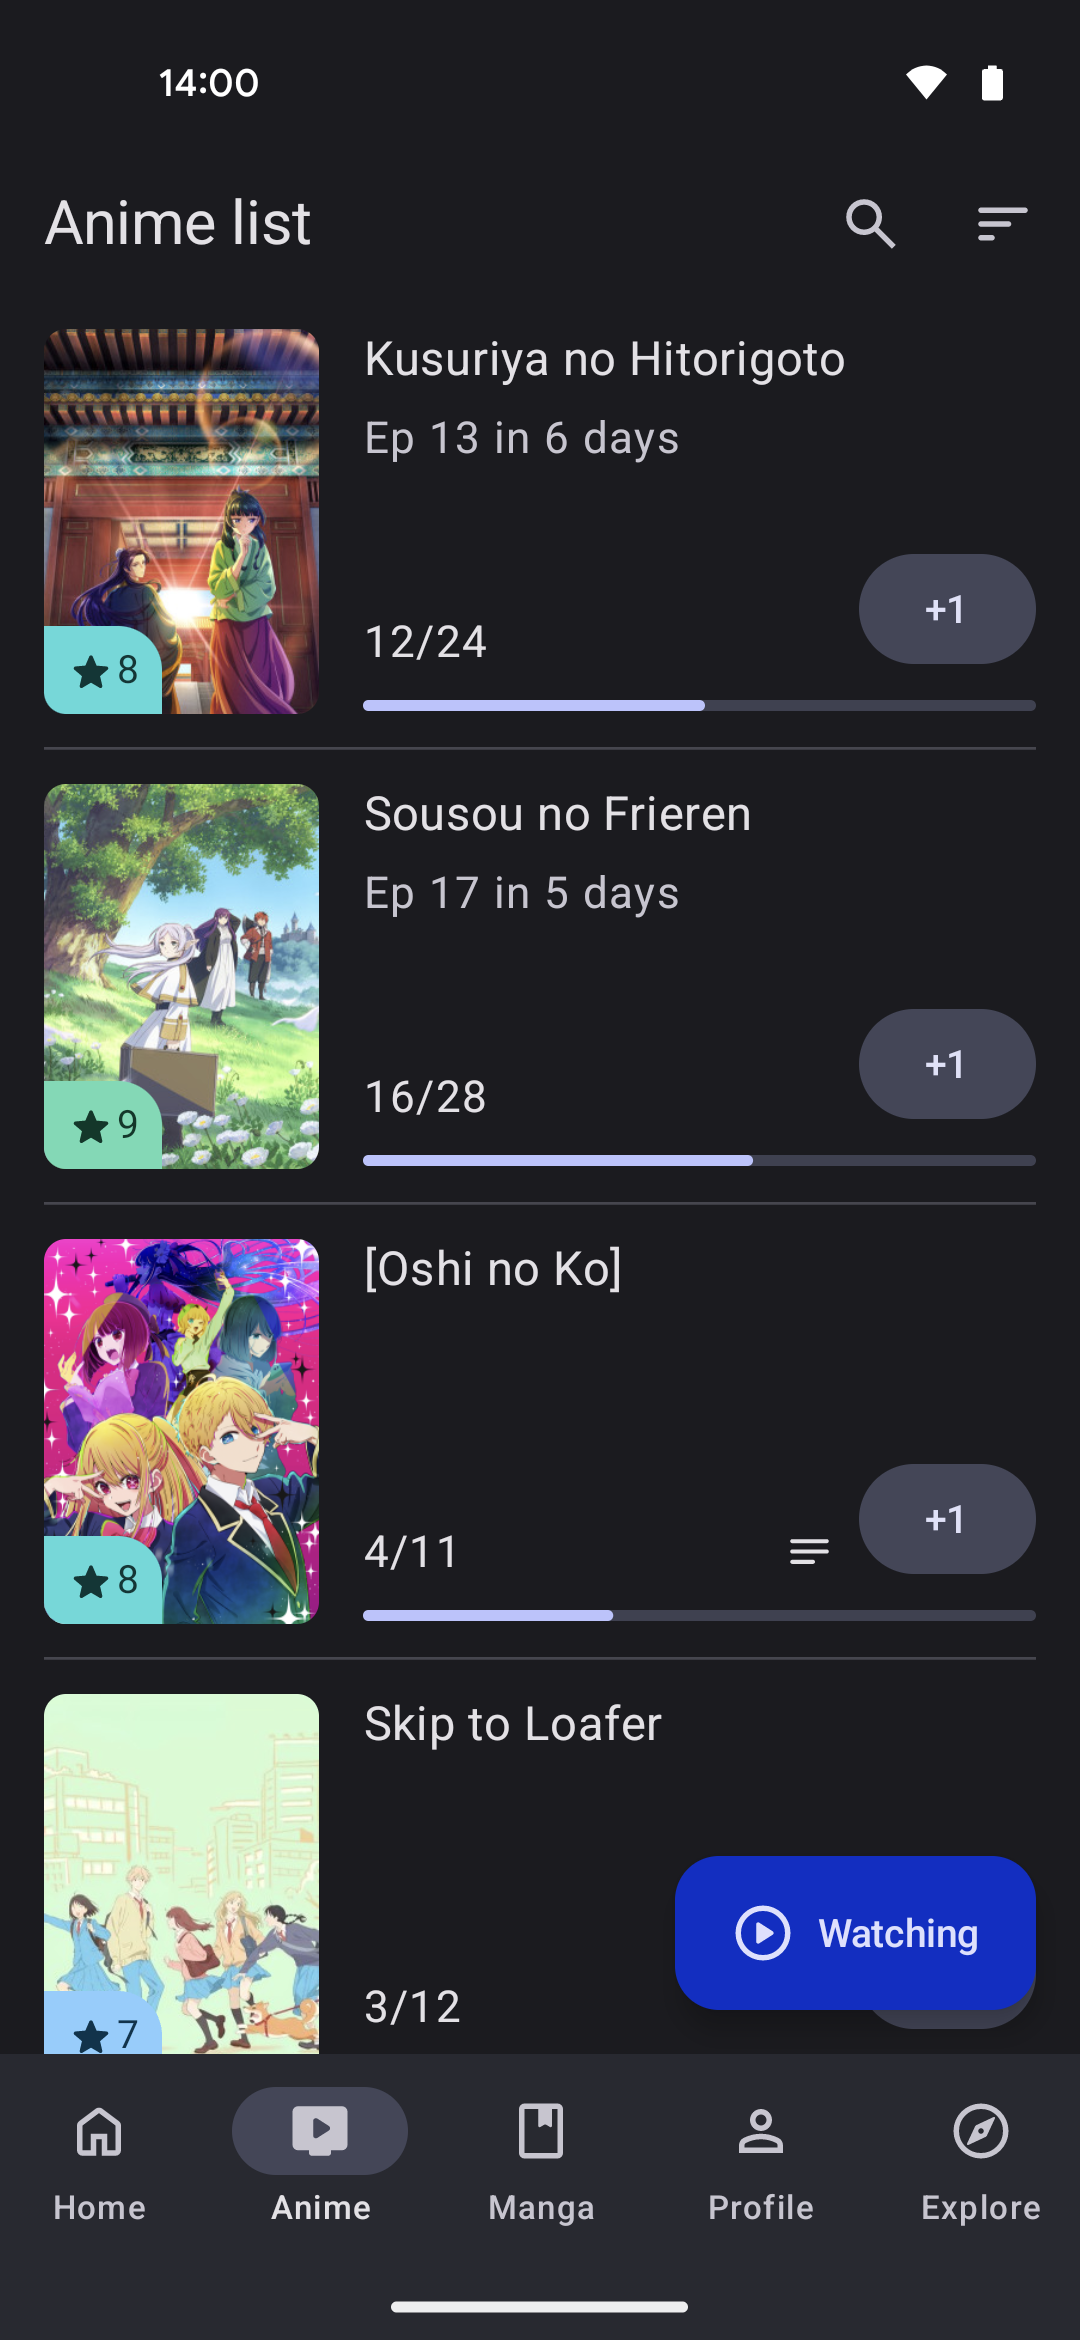 14:00
Anime list
Kusuriya no Hitorigoto
Ep 13 in 6 days
12/24
+1
8
Sousou no Frieren
Ep 17 in 5 days
16/28
+1
9
[Oshi no Ko]
4/11
+1
8
Skip to Loafer
3/12
7
Watching
Home
Anime
Manga
Profile
Explore